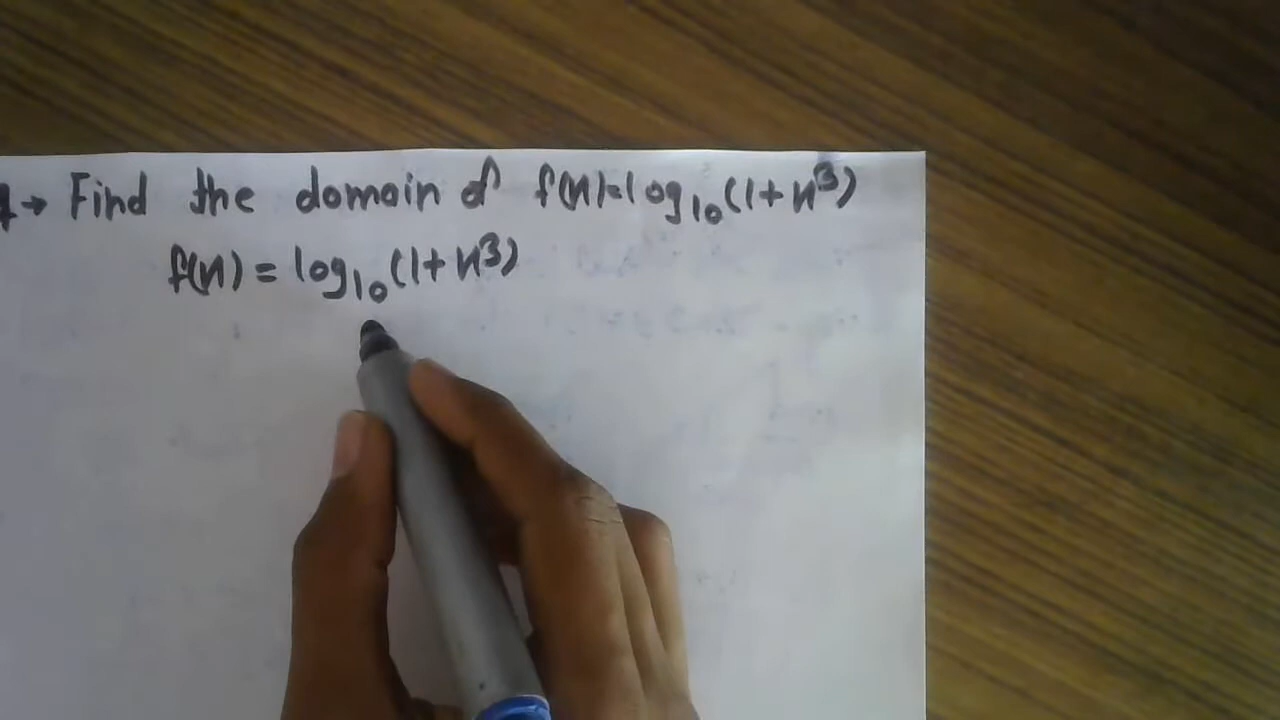 → Find the domain of f(x)=log₁₀(1+x³)
f(x) = log₁₀(1+x³)